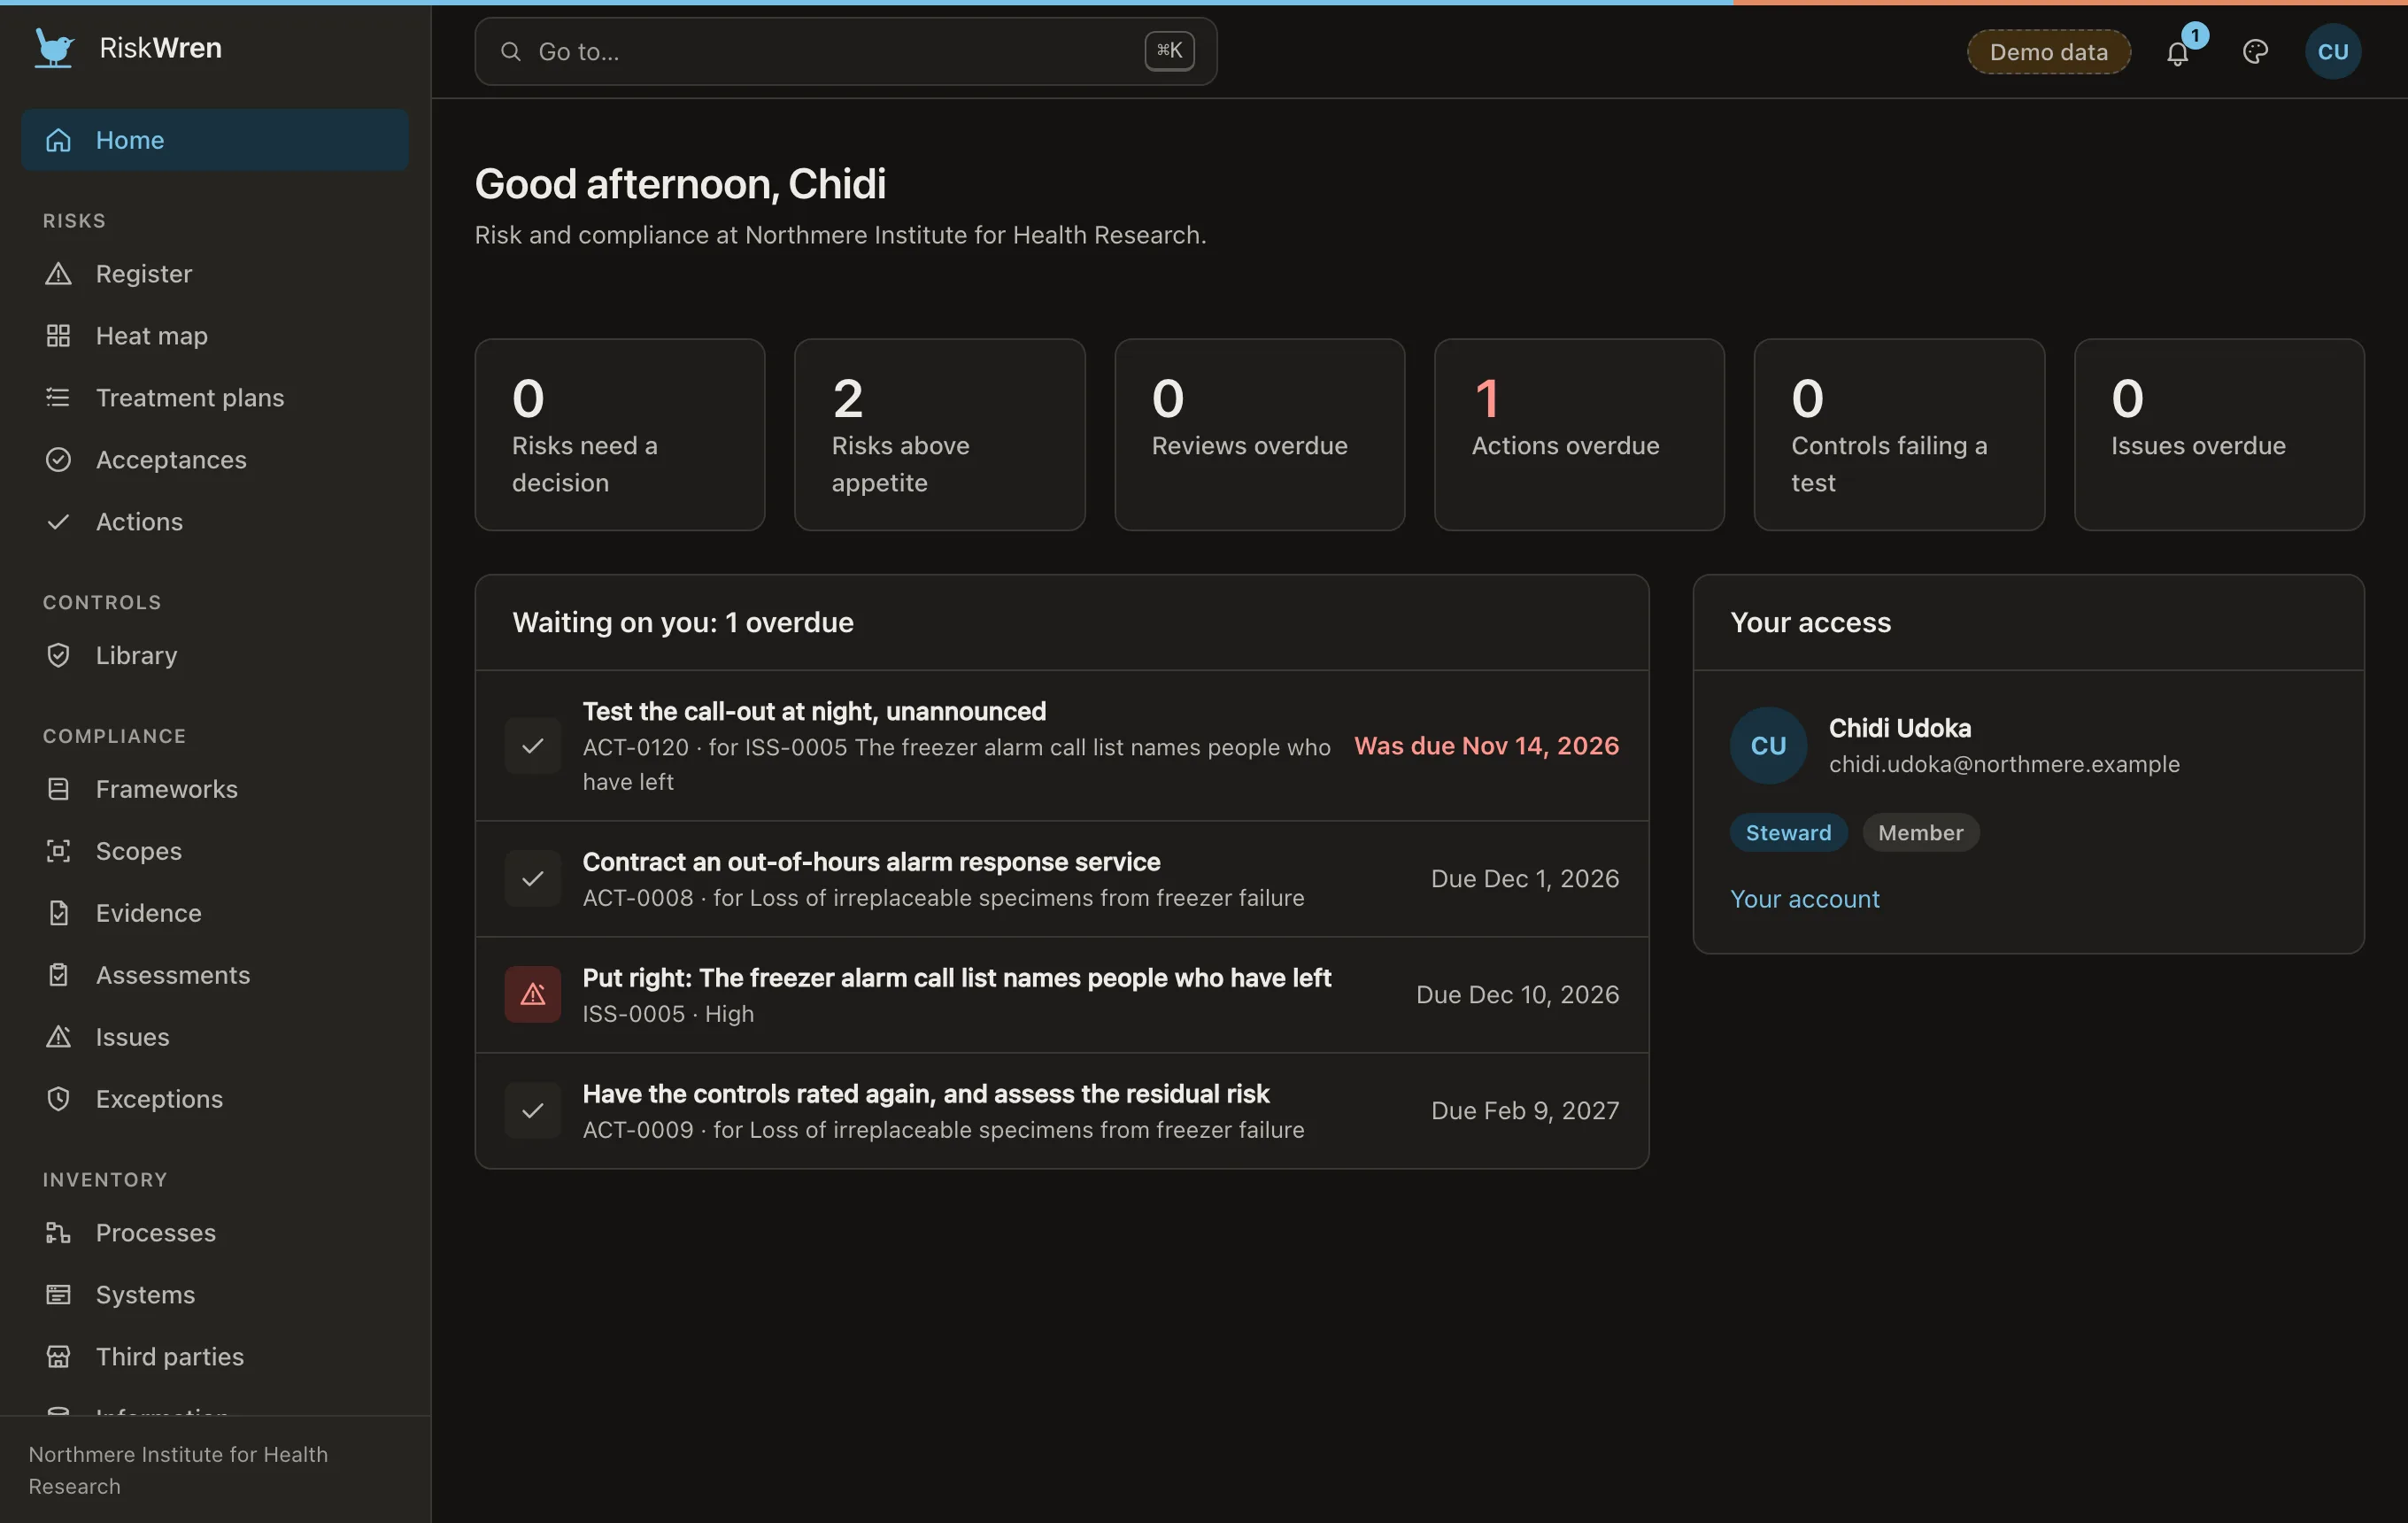 RiskWren
Go to...
⌘K
Demo data
1
CU
Home
RISKS
Register
Heat map
Treatment plans
Acceptances
Actions
CONTROLS
Library
COMPLIANCE
Frameworks
Scopes
Evidence
Assessments
Issues
Exceptions
INVENTORY
Processes
Systems
Third parties
Northmere Institute for Health
Research
Good afternoon, Chidi
Risk and compliance at Northmere Institute for Health Research.
0
Risks need a
decision
2
Risks above
appetite
0
Reviews overdue
1
Actions overdue
0
Controls failing a
test
0
Issues overdue
Waiting on you: 1 overdue
Test the call-out at night, unannounced
ACT-0120 · for ISS-0005 The freezer alarm call list names people who
have left
Was due Nov 14, 2026
Contract an out-of-hours alarm response service
ACT-0008 · for Loss of irreplaceable specimens from freezer failure
Due Dec 1, 2026
Put right: The freezer alarm call list names people who have left
ISS-0005 · High
Due Dec 10, 2026
Have the controls rated again, and assess the residual risk
ACT-0009 · for Loss of irreplaceable specimens from freezer failure
Due Feb 9, 2027
Your access
CU
Chidi Udoka
chidi.udoka@northmere.example
Steward
Member
Your account